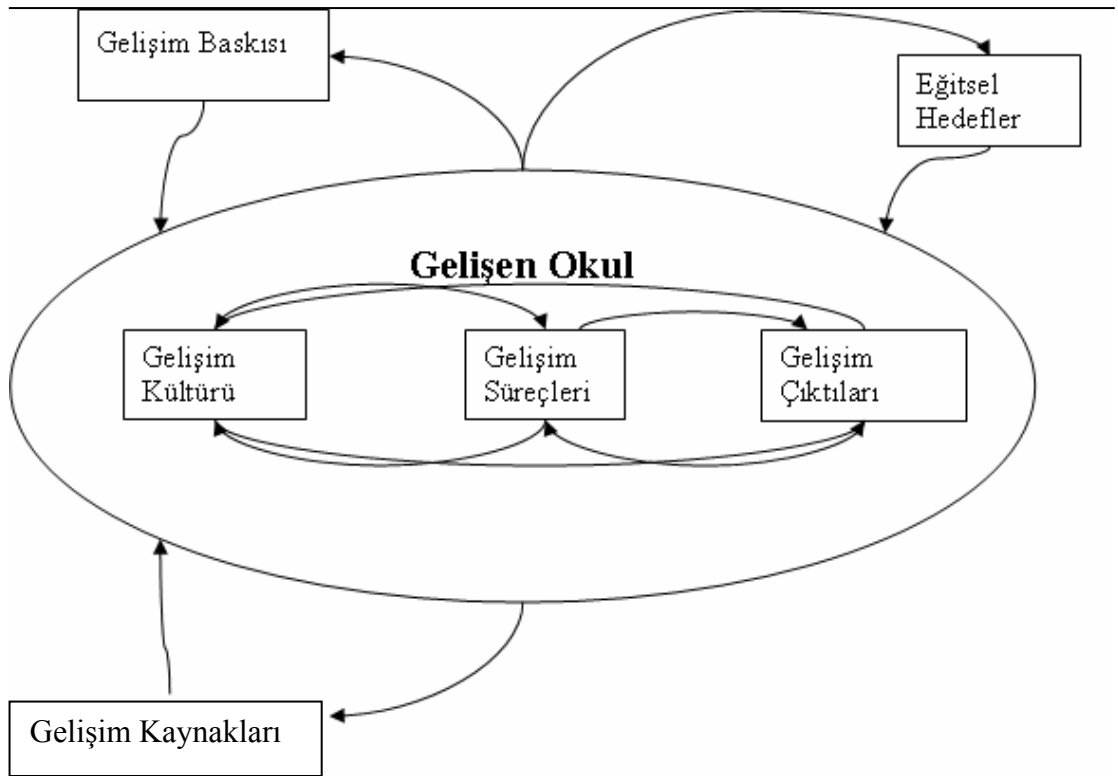 Gelişim Baskısı
Eğitsel
Hedefler
Gelişen Okul
Gelişim
Kültürü
Gelişim
Süreçleri
Gelişim
Çıktıları
Gelişim Kaynakları